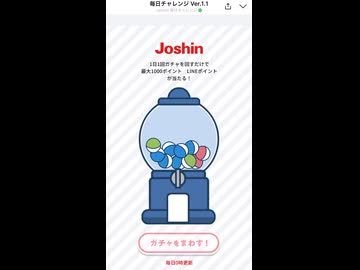 毎日チャレンジ Ver.1.1
Joshin
1日1回ガチャを回すだけで
最大1000ポイント LINEポイント
が当たる！
ガチャをまわす！
毎日0時更新